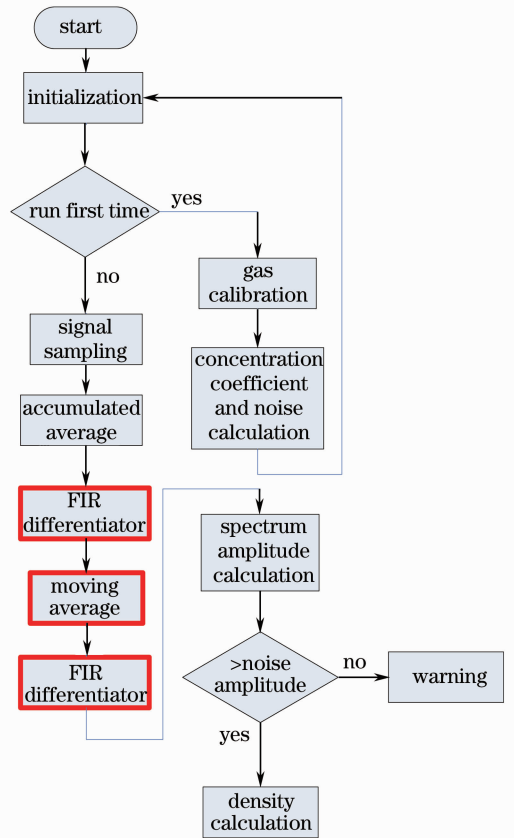 start
initialization
run first time
yes
no
gas
calibration
signal
sampling
concentration
coefficient
and noise
calculation
accumulated
average
FIR
differentiator
spectrum
amplitude
calculation
moving
average
FIR
differentiator
>noise
amplitude
no
warning
yes
density
calculation